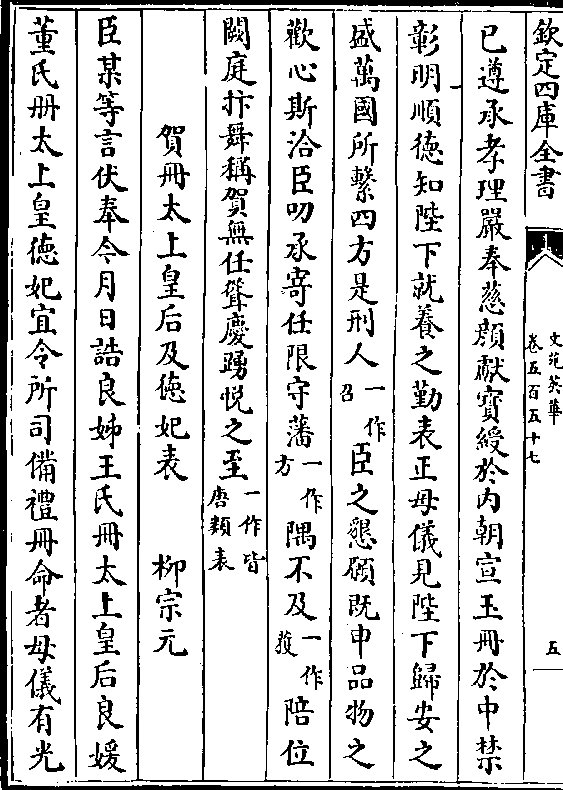 欽定四庫全書
文苑英華
卷五百五十七
五
已遵承孝理嚴奉慈顔獻寳綬於内朝宣玉冊於中禁
彰明順徳知陛下就養之勤表正母儀見陛下歸安之
盛萬國所繫四方是刑人一作召臣之懇願既申品物之
歡心斯洽臣叨承寄任限守藩一作方隅不及一作獲陪位
闕庭抃舞稱賀無任聳慶踴悦之至一作皆唐類表
賀冊太上皇后及徳妃表 柳宗元
臣某等言伏奉今月日誥良娣王氏冊太上皇后良媛
董氏冊太上皇徳妃宜令所司備禮冊命者母儀有光